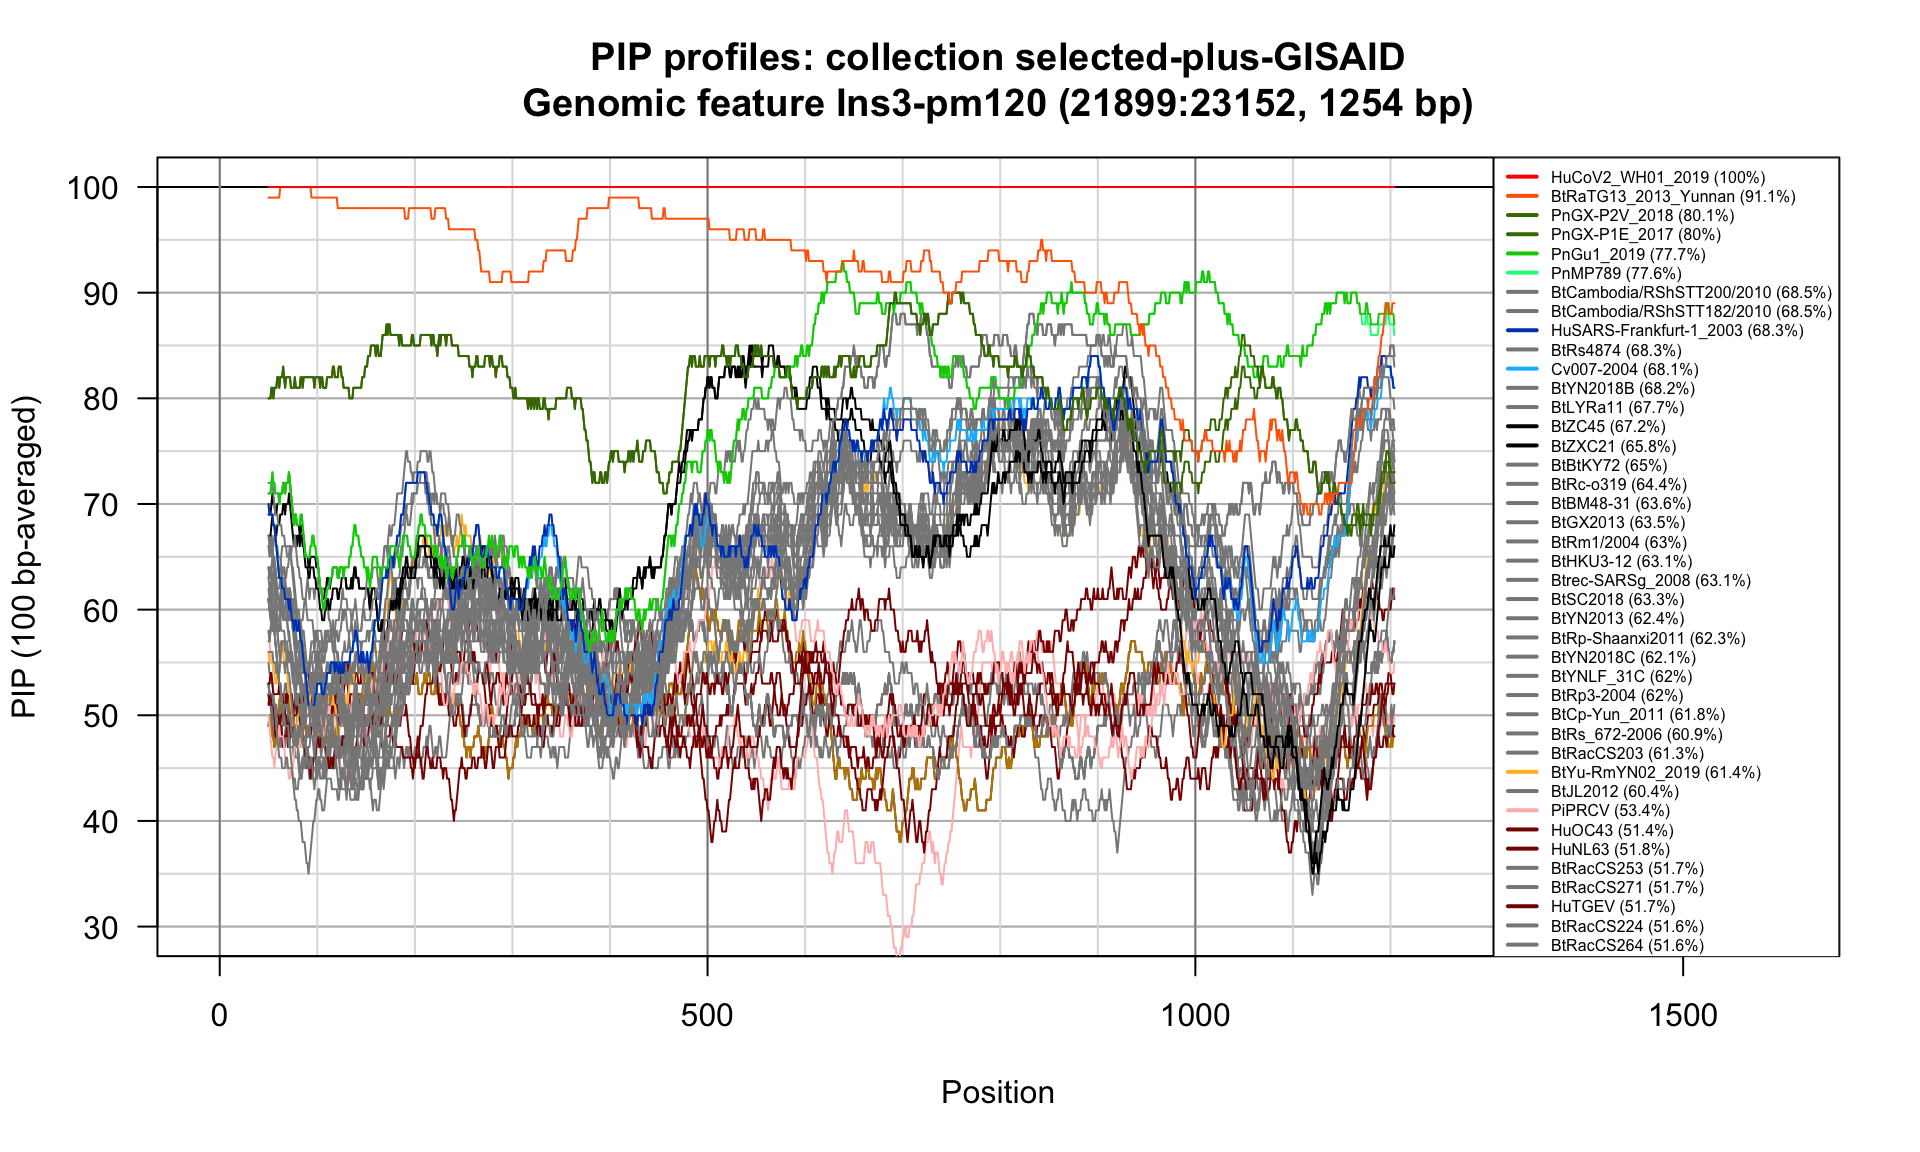 PIP profiles: collection selected-plus-GISAID
Genomic feature Ins3-pm120 (21899:23152, 1254 bp)
PIP (100 bp-averaged)
100
90
80
70
60
50
40
30
0
500
1000
1500
Position
HuCoV2_WH01_2019 (100%)
BtRaTG13_2013_Yunnan (91.1%)
PnGX-P2V_2018 (80.1%)
PnGX-P1E_2017 (80%)
PnGu1_2019 (77.7%)
PnMP789 (77.6%)
BtCambodia/RShSTT200/2010 (68.5%)
BtCambodia/RShSTT182/2010 (68.5%)
HuSARS-Frankfurt-1_2003 (68.3%)
BtRs4874 (68.3%)
Cv007-2004 (68.1%)
BtYN2018B (68.2%)
BtLYRa11 (67.7%)
BtZC45 (67.2%)
BtZXC21 (65.8%)
BtBtKY72 (65%)
BtRc-o319 (64.4%)
BtBM48-31 (63.6%)
BtGX2013 (63.5%)
BtRm1/2004 (63%)
BtHKU3-12 (63.1%)
Btrec-SARSg_2008 (63.1%)
BtSC2018 (63.3%)
BtYN2013 (62.4%)
BtRp-Shaanxi2011 (62.3%)
BtYN2018C (62.1%)
BtYNLF_31C (62%)
BtRp3-2004 (62%)
BtCp-Yun_2011 (61.8%)
BtRs_672-2006 (60.9%)
BtRacCS203 (61.3%)
BtYu-RmYN02_2019 (61.4%)
BtJL2012 (60.4%)
PiPRCV (53.4%)
HuOC43 (51.4%)
HuNL63 (51.8%)
BtRacCS253 (51.7%)
BtRacCS271 (51.7%)
HuTGEV (51.7%)
BtRacCS224 (51.6%)
BtRacCS264 (51.6%)